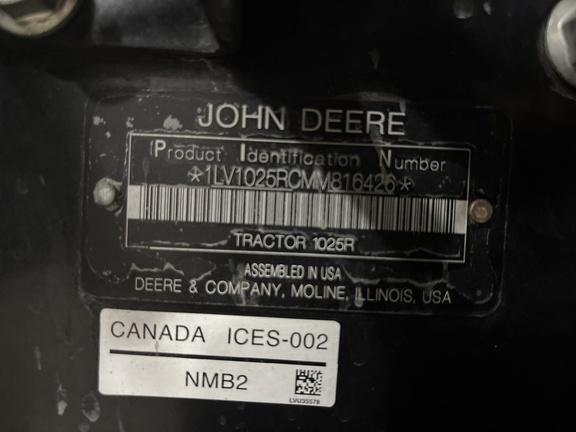 JOHN DEERE
Product Identification Number
*1LV1025RCMM816426*
TRACTOR 1025R
ASSEMBLED IN USA
DEERE & COMPANY, MOLINE, ILLINOIS, USA
CANADA ICES-002
NMB2
LVU35578